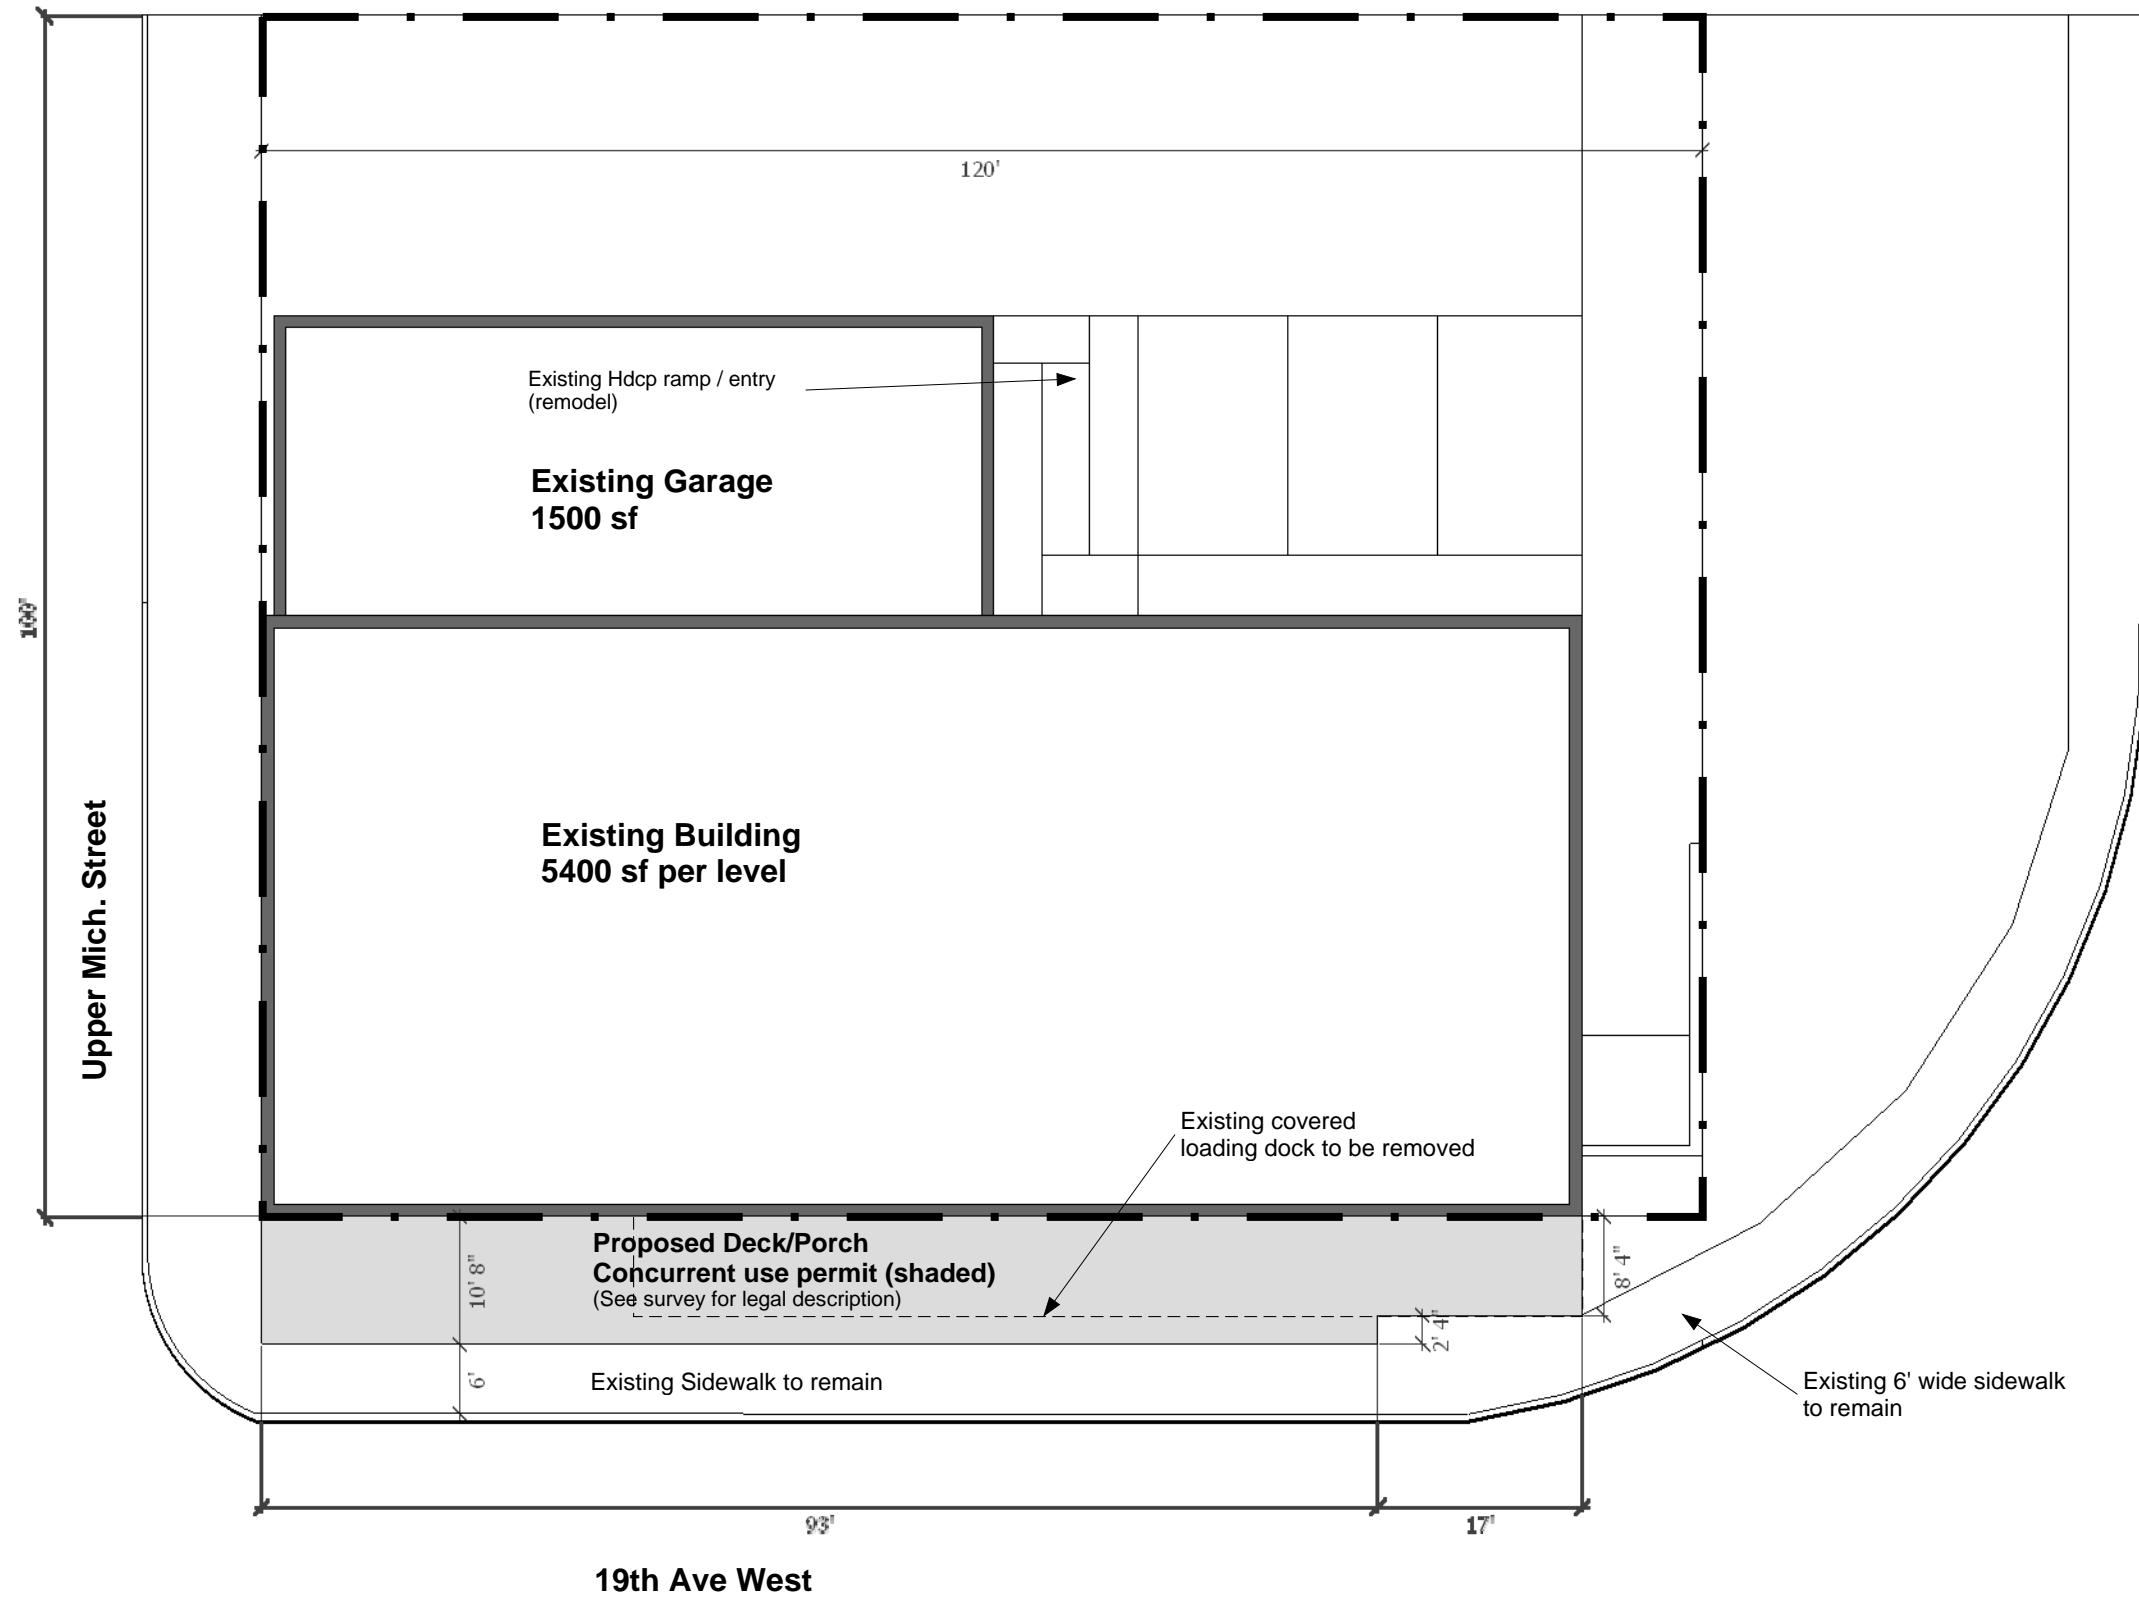 120'
Existing Hdcp ramp / entry
(remodel)
Existing Garage
1500 sf
100'
Upper Mich. Street
Existing Building
5400 sf per level
Existing covered
loading dock to be removed
Proposed Deck/Porch
Concurrent use permit (shaded)
(See survey for legal description)
10' 8"
8' 4"
2' 4"
6'
Existing Sidewalk to remain
Existing 6' wide sidewalk
to remain
93'
17'
19th Ave West